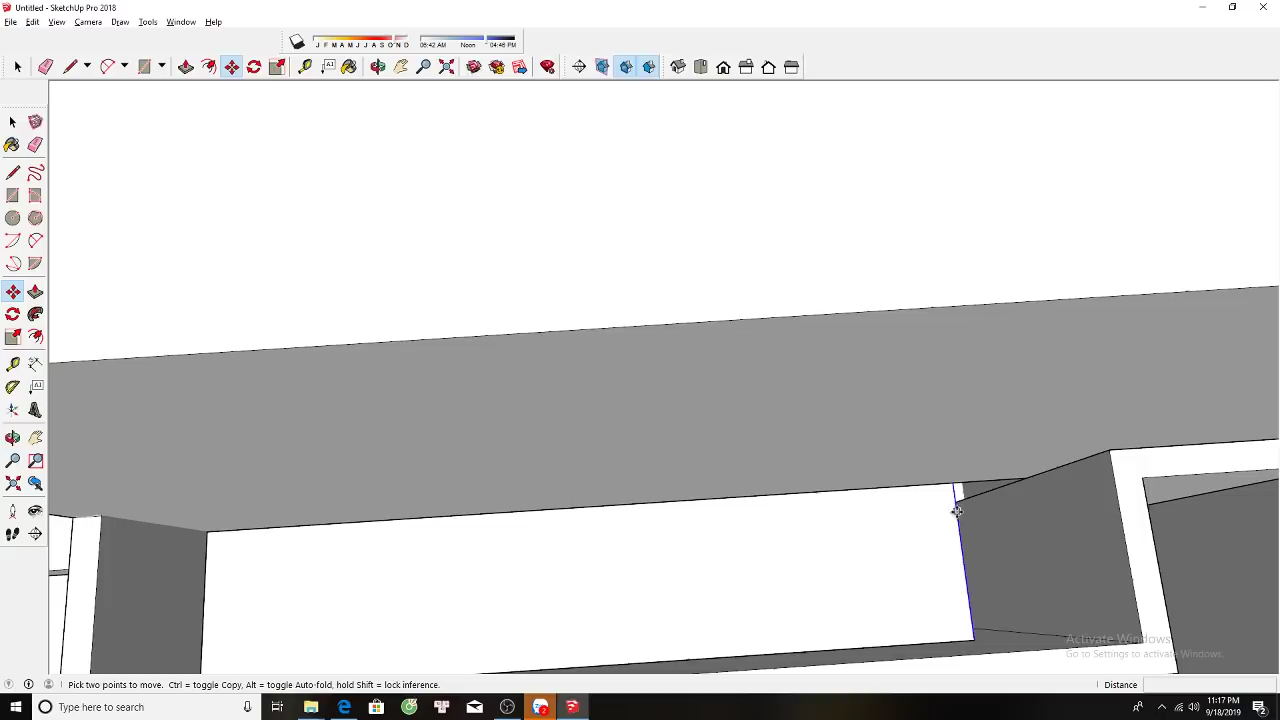 Untitled - SketchUp Pro 2018
File Edit View Camera Draw Tools Window Help
J F M A M J J A S O N D
06:42 AM Noon 04:46 PM
Activate Windows
Go to Settings to activate Windows.
Pick two points to move. Ctrl = toggle Copy, Alt = toggle Auto-fold, hold Shift = lock inference.
Distance
Type here to search
2
11:17 PM
9/18/2019
2